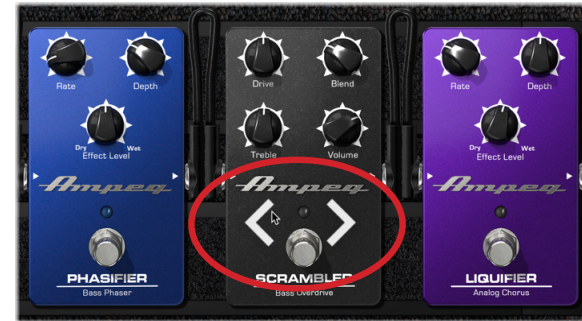 Rate
Depth
Dry
Wet
Effect Level
Ampeg
PHASIFIER
Bass Phaser
Drive
Blend
Treble
Volume
Ampeg
SCRAMBLER
Bass Overdrive
Rate
Depth
Dry
Wet
Effect Level
Ampeg
LIQUIFIER
Analog Chorus